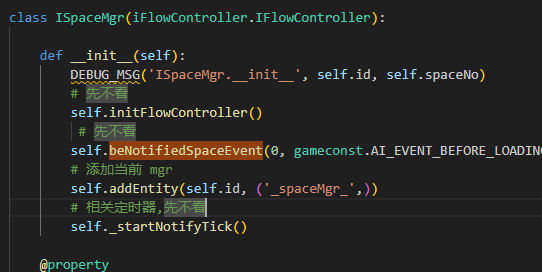 class ISpaceMgr(iFlowController.IFlowController):
def __init__(self):
DEBUG_MSG('ISpaceMgr.__init__', self.id, self.spaceNo)
# 先不看
self.initFlowController()
# 先不看
self.beNotifiedSpaceEvent(0, gameconst.AI_EVENT_BEFORE_LOADING
# 添加当前 mgr
self.addEntity(self.id, ('_spaceMgr_',))
# 相关定时器,先不看
self._startNotifyTick()
@property